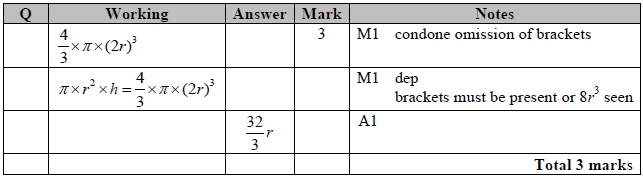 Q Working Answer Mark Notes
4/3 × π × (2r)³ 3 M1 condone omission of brackets
π × r² × h = 4/3 × π × (2r)³ M1 dep
brackets must be present or 8r³ seen
32/3 r A1
Total 3 marks